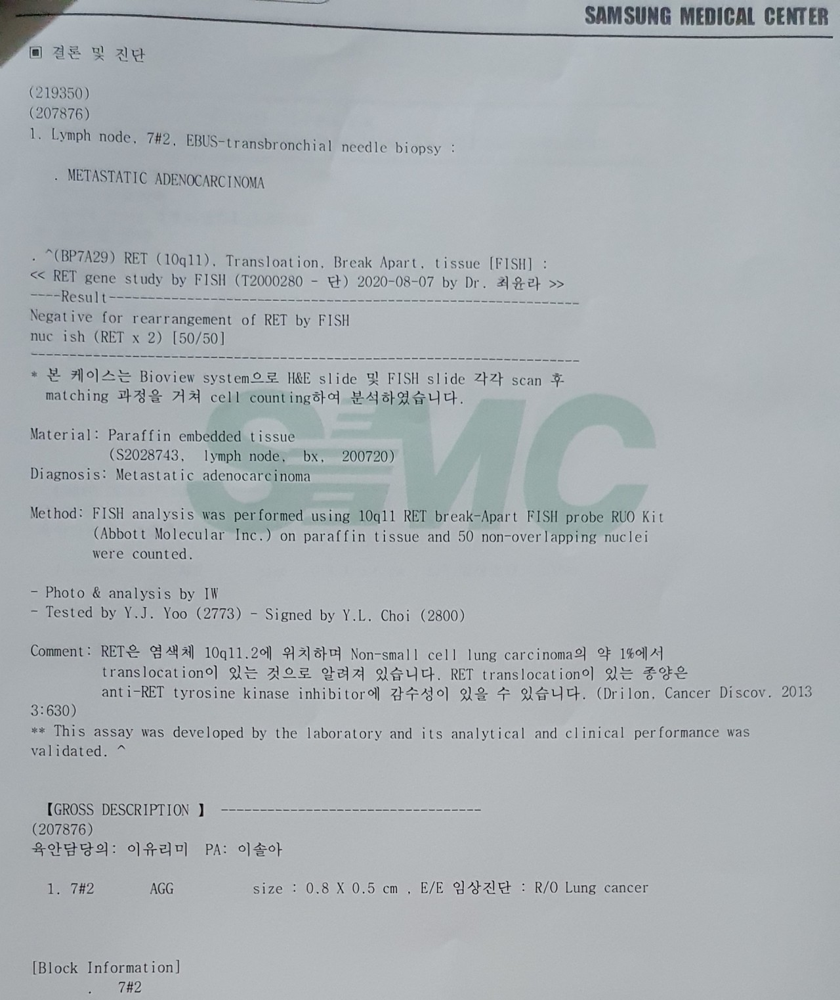 SAMSUNG MEDICAL CENTER
▣ 결론 및 진단
(219350)
(207876)
1. Lymph node, 7#2, EBUS-transbronchial needle biopsy :
. METASTATIC ADENOCARCINOMA
. ^(BP7A29) RET (10q11), Transloation, Break Apart, tissue [FISH] :
<< RET gene study by FISH (T2000280 - 단) 2020-08-07 by Dr. 최윤라 >>
----Result------------------------------------------------------------
Negative for rearrangement of RET by FISH
nuc ish (RET x 2) [50/50]
----------------------------------------------------------------------
* 본 케이스는 Bioview system으로 H&E slide 및 FISH slide 각각 scan 후
matching 과정을 거쳐 cell counting하여 분석하였습니다.
SMC
Material: Paraffin embedded tissue
(S2028743, lymph node, bx, 200720)
Diagnosis: Metastatic adenocarcinoma
Method: FISH analysis was performed using 10q11 RET break-Apart FISH probe RUO Kit
(Abbott Molecular Inc.) on paraffin tissue and 50 non-overlapping nuclei
were counted.
- Photo & analysis by IW
- Tested by Y.J. Yoo (2773) - Signed by Y.L. Choi (2800)
Comment: RET은 염색체 10q11.2에 위치하며 Non-small cell lung carcinoma의 약 1%에서
translocation이 있는 것으로 알려져 있습니다. RET translocation이 있는 종양은
anti-RET tyrosine kinase inhibitor에 감수성이 있을 수 있습니다. (Drilon, Cancer Discov. 2013
3:630)
** This assay was developed by the laboratory and its analytical and clinical performance was
validated. ^
【GROSS DESCRIPTION 】 ---------------------------------
(207876)
육안담당의: 이유리미 PA: 이솔아
1. 7#2 AGG size : 0.8 X 0.5 cm , E/E 임상진단 : R/O Lung cancer
[Block Information]
. 7#2